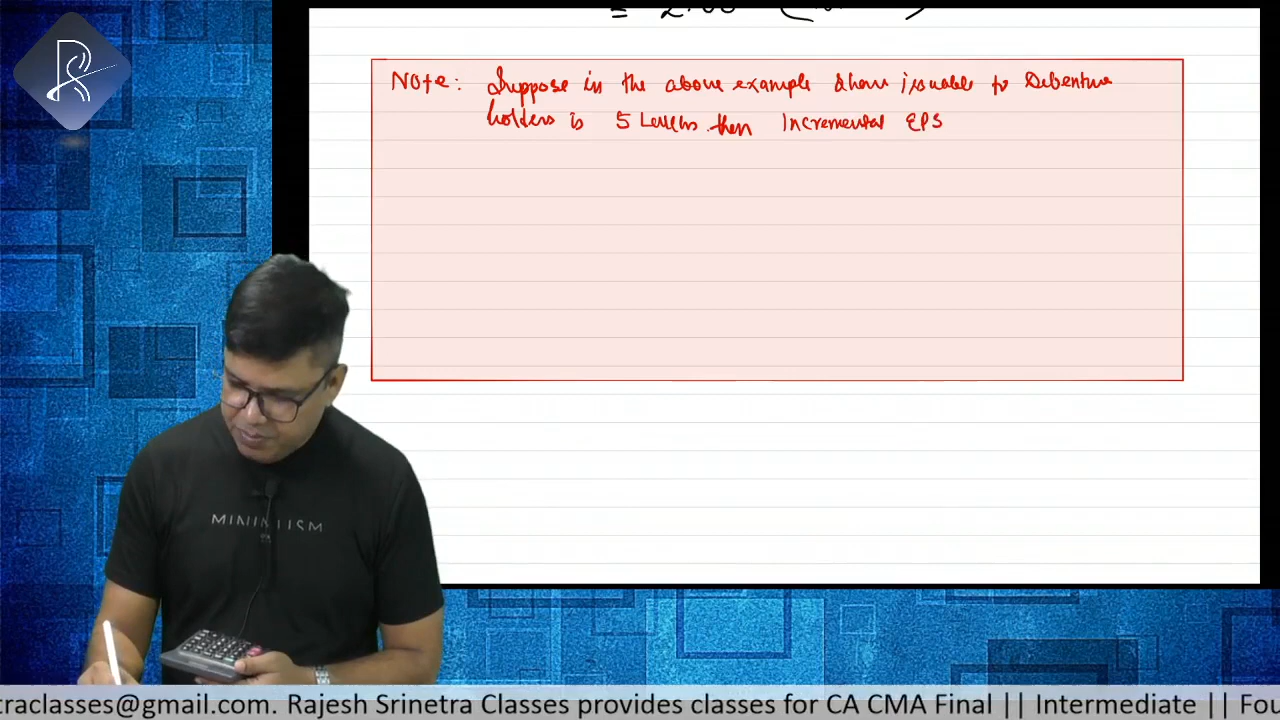 Note: Suppose in the above example share issuable to Debenture
holders is 5 Lakhs then Incremental EPS
MINIMLISM
traclasses@gmail.com. Rajesh Srinetra Classes provides classes for CA CMA Final || Intermediate || Fou